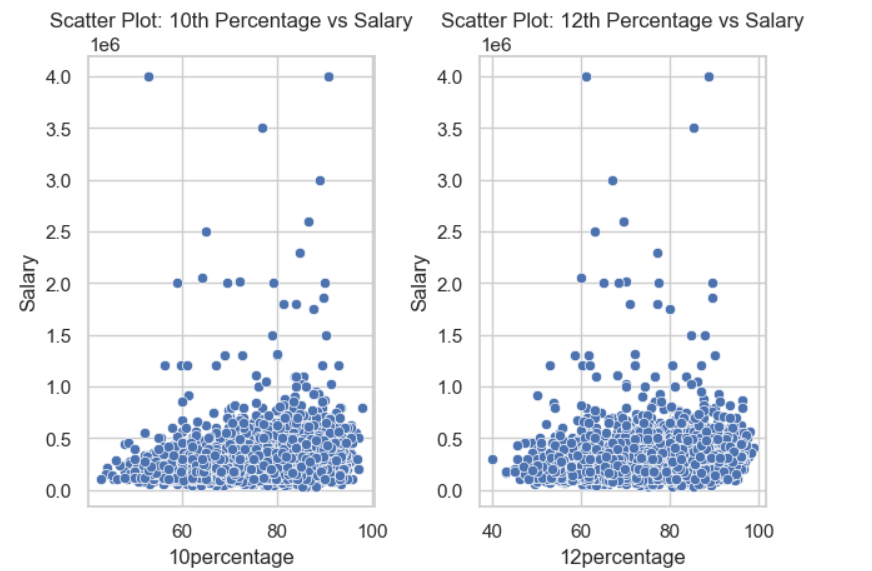 Scatter Plot: 10th Percentage vs Salary
1e6
4.0
3.5
3.0
2.5
2.0
1.5
1.0
0.5
0.0
Salary
60 80 100
10percentage
Scatter Plot: 12th Percentage vs Salary
1e6
4.0
3.5
3.0
2.5
2.0
1.5
1.0
0.5
0.0
Salary
40 60 80 100
12percentage